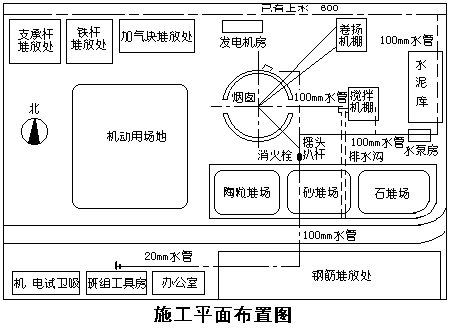 已有上水 600
支承杆
堆放处
铁杆
堆放处
加气块堆放处
发电机房
卷扬
机棚
100mm水管
水
泥
库
北
烟囱
搅拌
机棚
100mm水管
机动用场地
摇头
扒杆
消火栓
100mm水管
排水沟
水泵房
陶粒堆场
砂堆场
石堆场
100mm水管
20mm水管
机 电试卫吸
班组工具房
办公室
钢筋堆放处
施工平面布置图